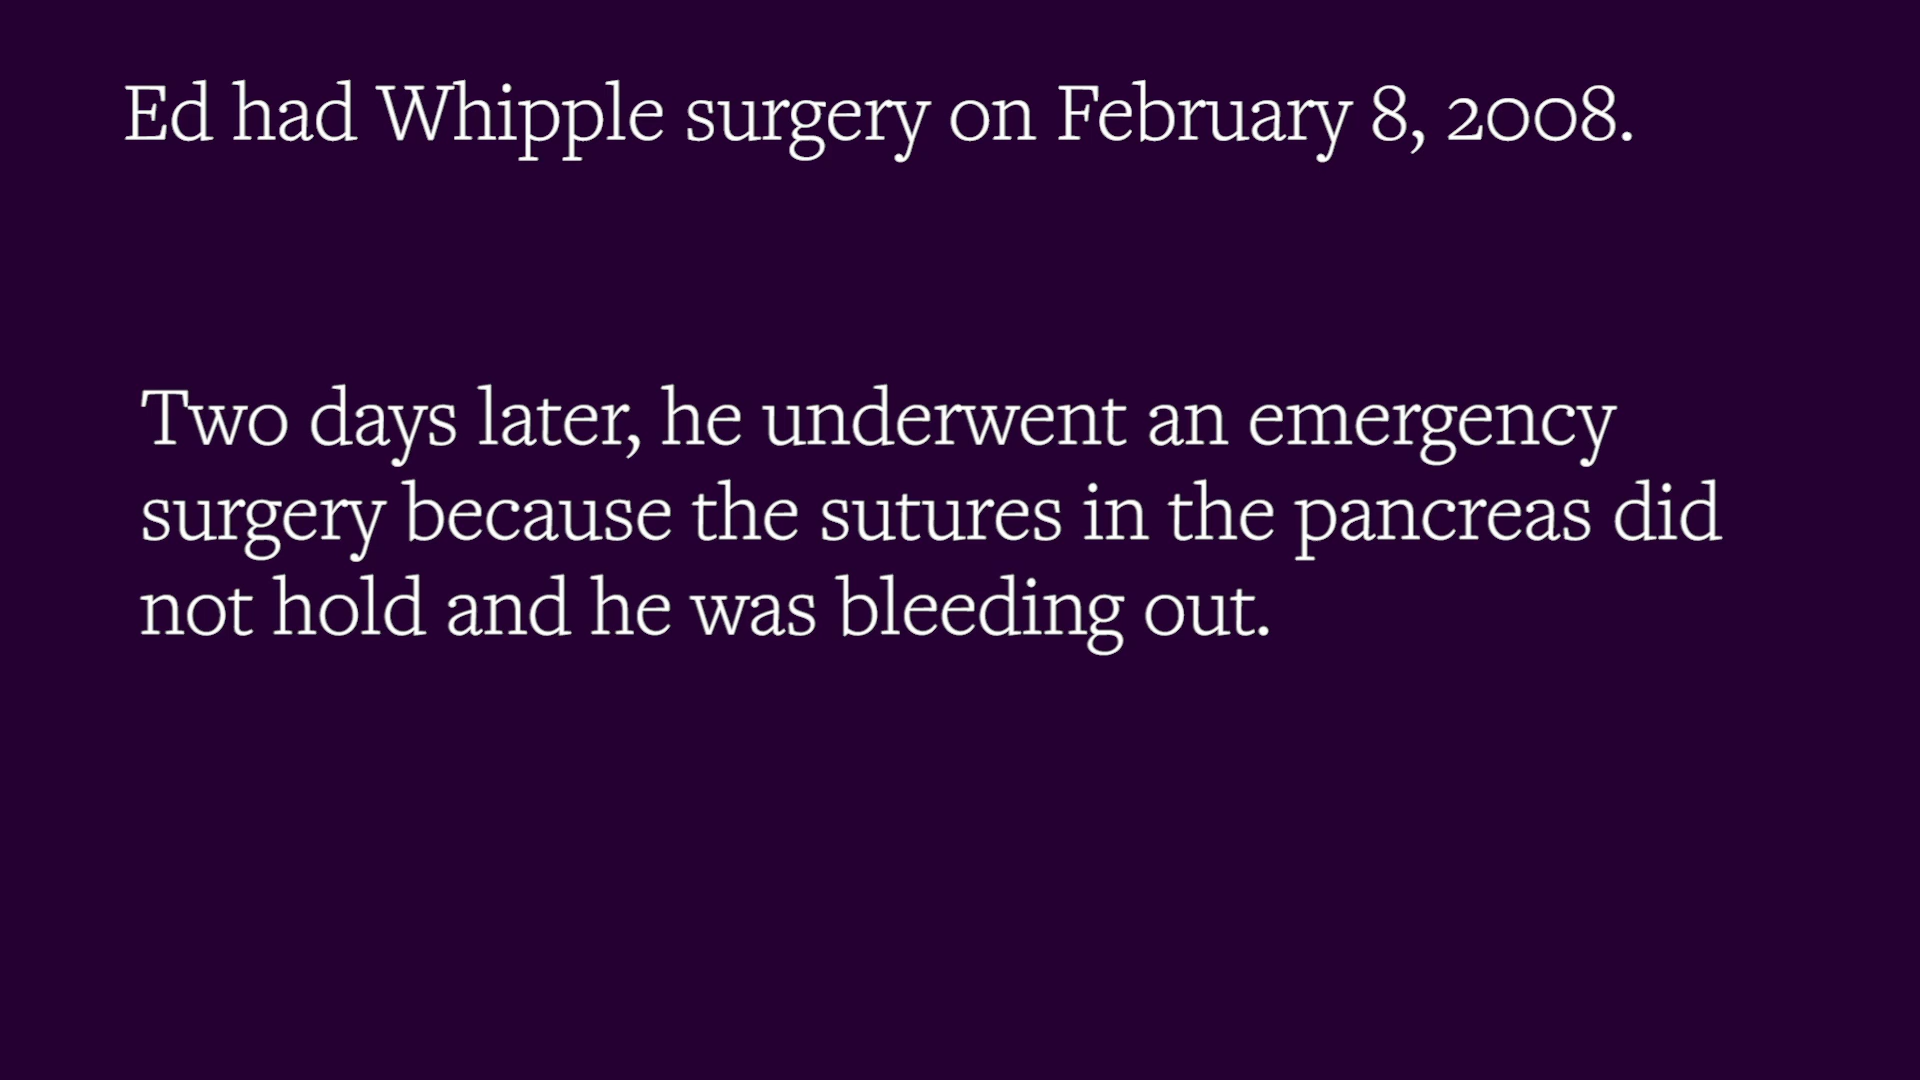 Ed had Whipple surgery on February 8, 2008.
Two days later, he underwent an emergency
surgery because the sutures in the pancreas did
not hold and he was bleeding out.